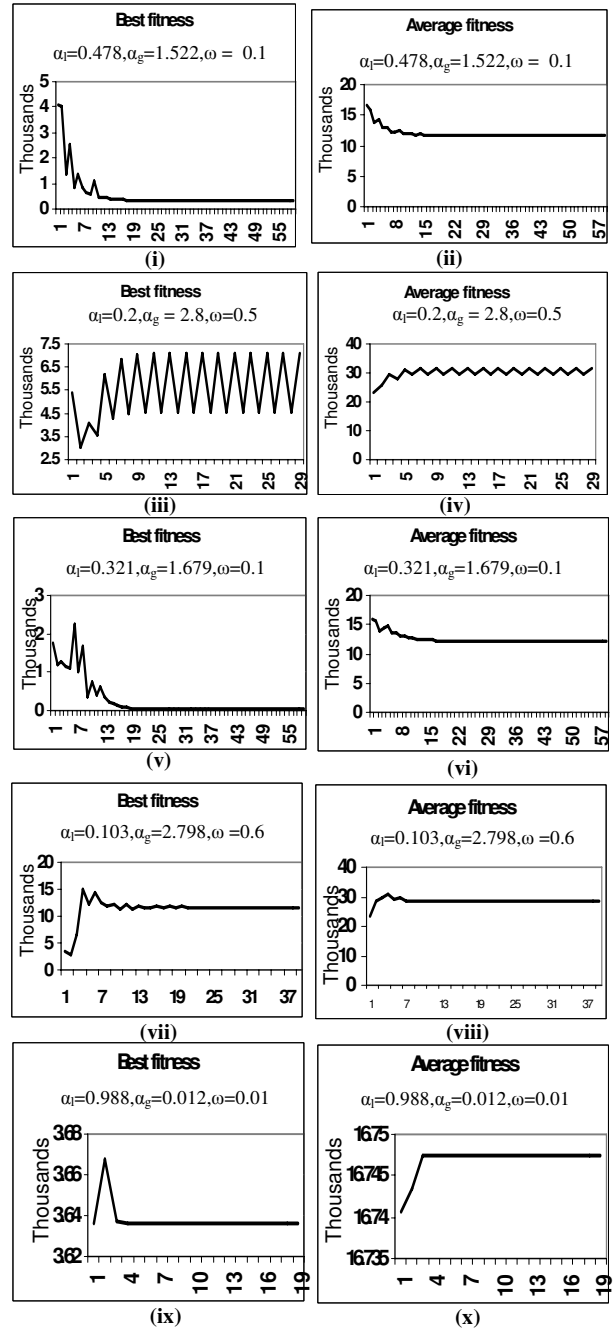 Best fitness
αl=0.478,αg=1.522,ω = 0.1
Thousands
5
4
3
2
1
0
1 7 13 19 25 31 37 43 49 55
(i)
Average fitness
αl=0.478,αg=1.522,ω = 0.1
Thousands
20
15
10
5
0
1 8 15 22 29 36 43 50 57
(ii)
Best fitness
αl=0.2,αg = 2.8,ω=0.5
Thousands
7.5
6.5
5.5
4.5
3.5
2.5
1 5 9 13 17 21 25 29
(iii)
Average fitness
αl=0.2,αg = 2.8,ω=0.5
Thousands
40
30
20
10
0
1 5 9 13 17 21 25 29
(iv)
Best fitness
αl=0.321,αg=1.679,ω=0.1
Thousands
3
2
1
0
1 7 13 19 25 31 37 43 49 55
(v)
Average fitness
αl=0.321,αg=1.679,ω=0.1
Thousands
20
15
10
5
0
1 8 15 22 29 36 43 50 57
(vi)
Best fitness
αl=0.103,αg=2.798,ω =0.6
Thousands
20
15
10
5
0
1 7 13 19 25 31 37
(vii)
Average fitness
αl=0.103,αg=2.798,ω =0.6
Thousands
40
30
20
10
0
1 7 13 19 25 31 37
(viii)
Best fitness
αl=0.988,αg=0.012,ω=0.01
Thousands
3.68
3.66
3.64
3.62
1 4 7 10 13 16 19
(ix)
Average fitness
αl=0.988,αg=0.012,ω=0.01
Thousands
16.75
16.745
16.74
16.735
1 4 7 10 13 16 19
(x)